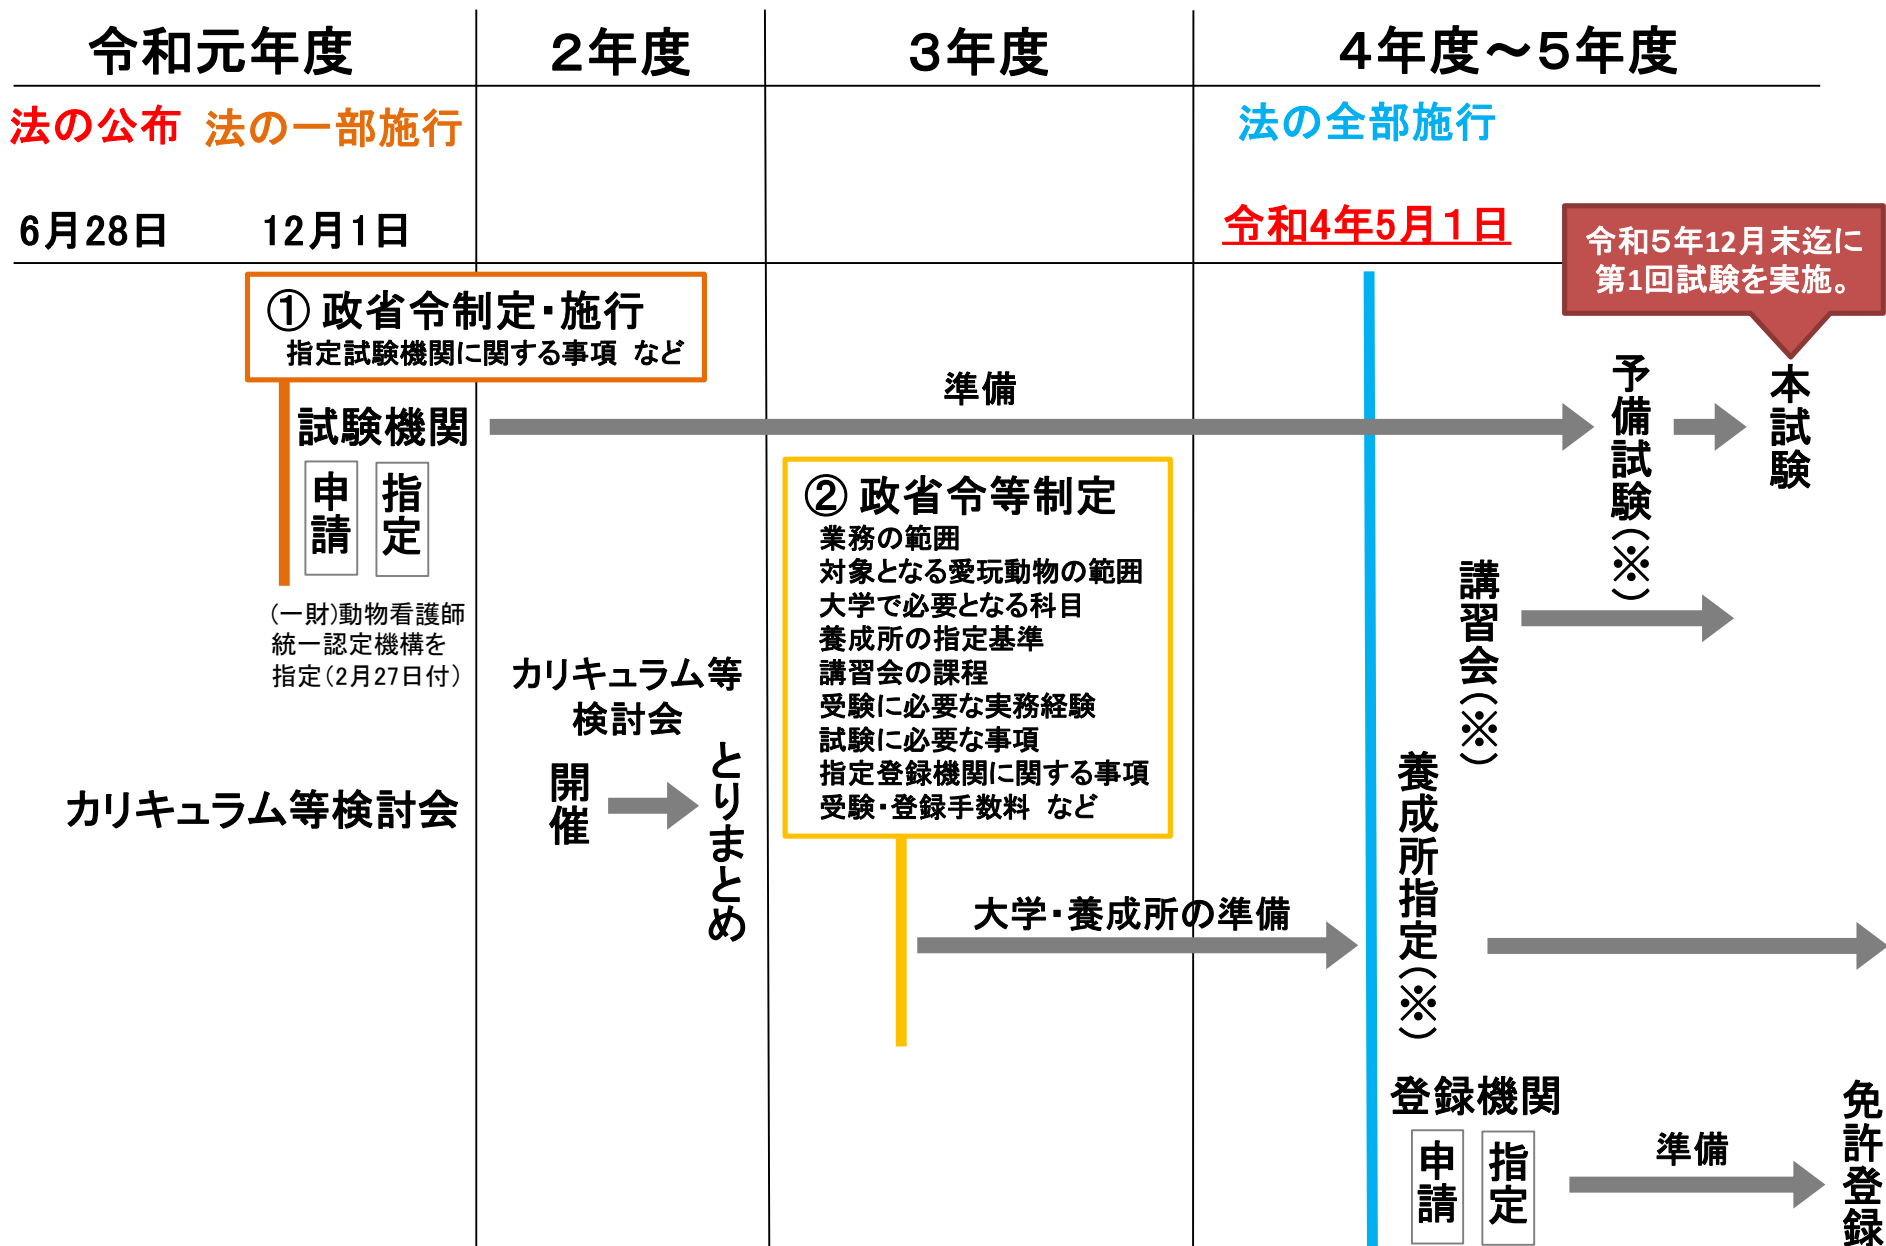 令和元年度
２年度
３年度
４年度～５年度
法の公布
法の一部施行
法の全部施行
6月28日
12月1日
令和4年5月1日
令和５年12月末迄に
第1回試験を実施。
① 政省令制定・施行
指定試験機関に関する事項 など
準備
試験機関
申請
指定
(一財)動物看護師
統一認定機構を
指定（2月27日付）
予備試験（※）
本試験
② 政省令等制定
業務の範囲
対象となる愛玩動物の範囲
大学で必要となる科目
養成所の指定基準
講習会の課程
受験に必要な実務経験
試験に必要な事項
指定登録機関に関する事項
受験・登録手数料 など
講習会（※）
カリキュラム等検討会
カリキュラム等
検討会
開催
とりまとめ
大学・養成所の準備
養成所指定（※）
登録機関
申請
指定
準備
免許登録